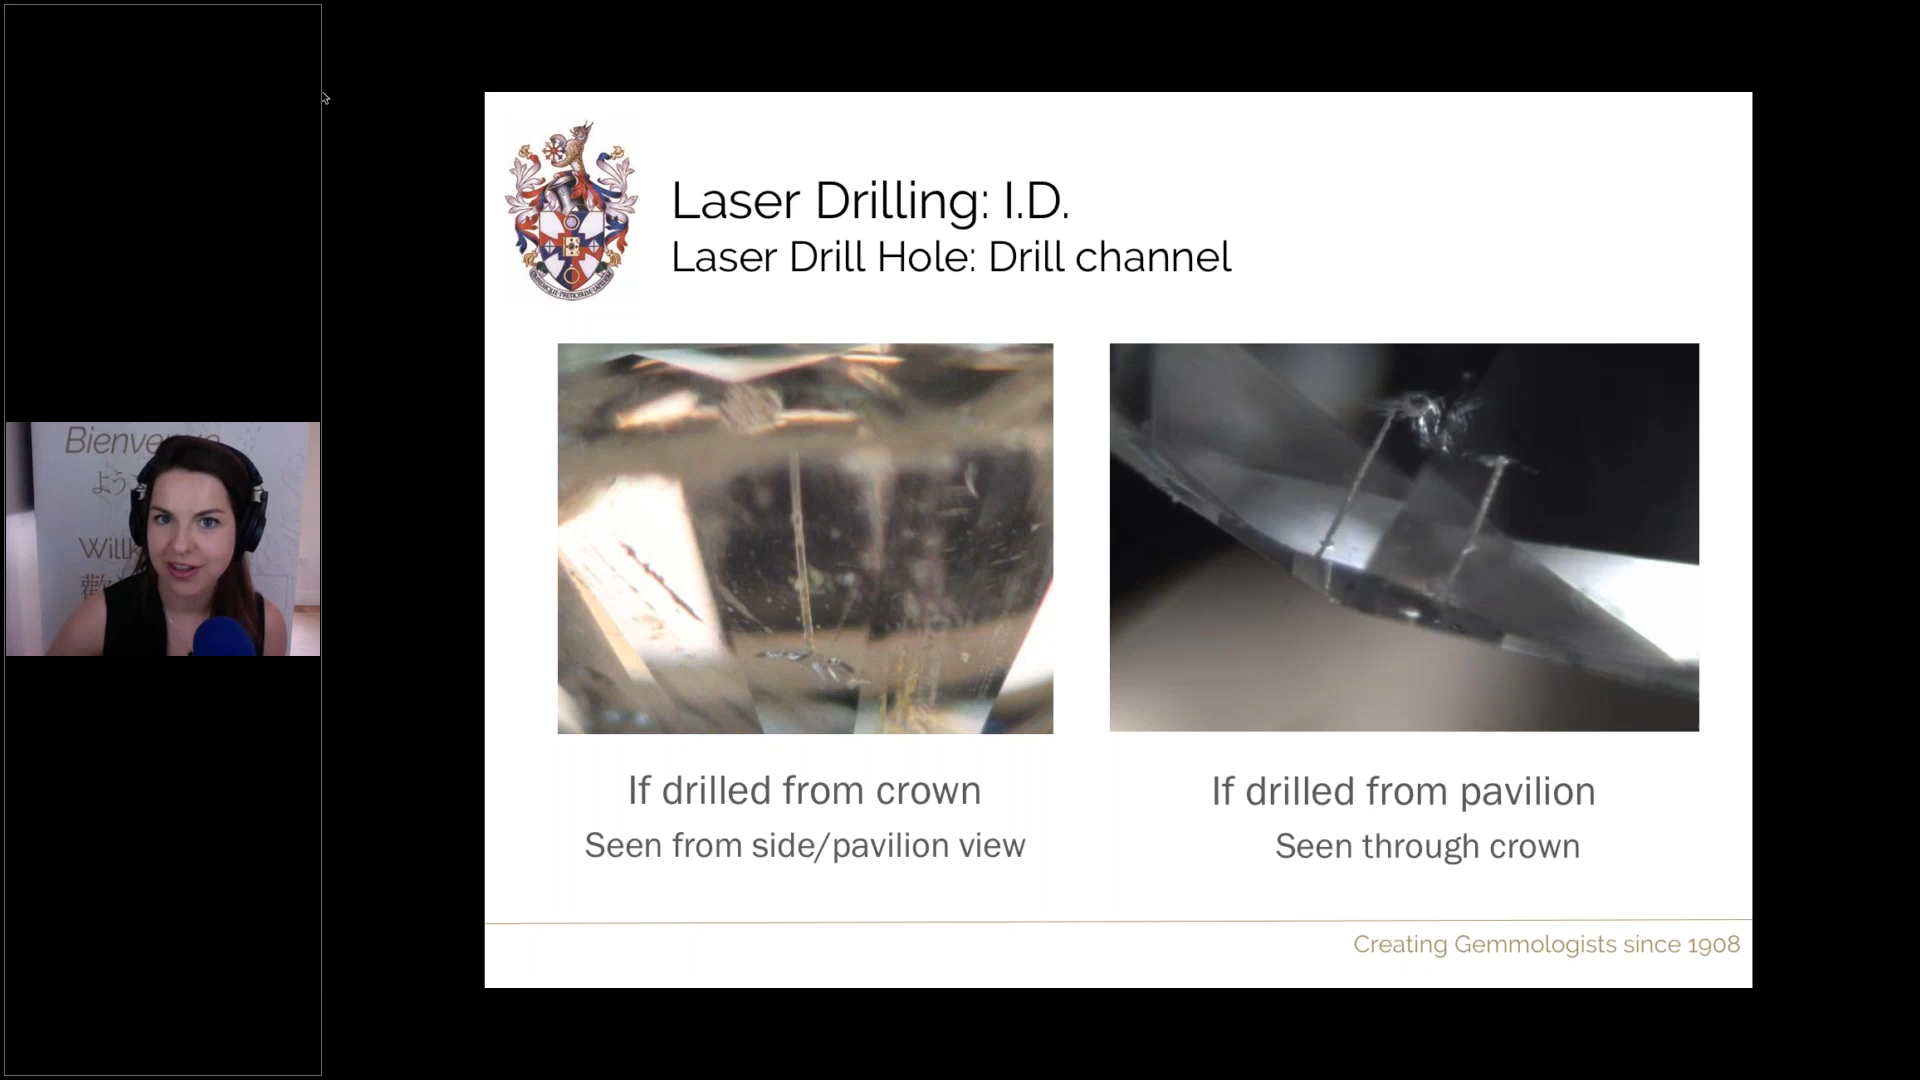 Laser Drilling: I.D.
Laser Drill Hole: Drill channel
If drilled from crown
Seen from side/pavilion view
If drilled from pavilion
Seen through crown
Creating Gemmologists since 1908